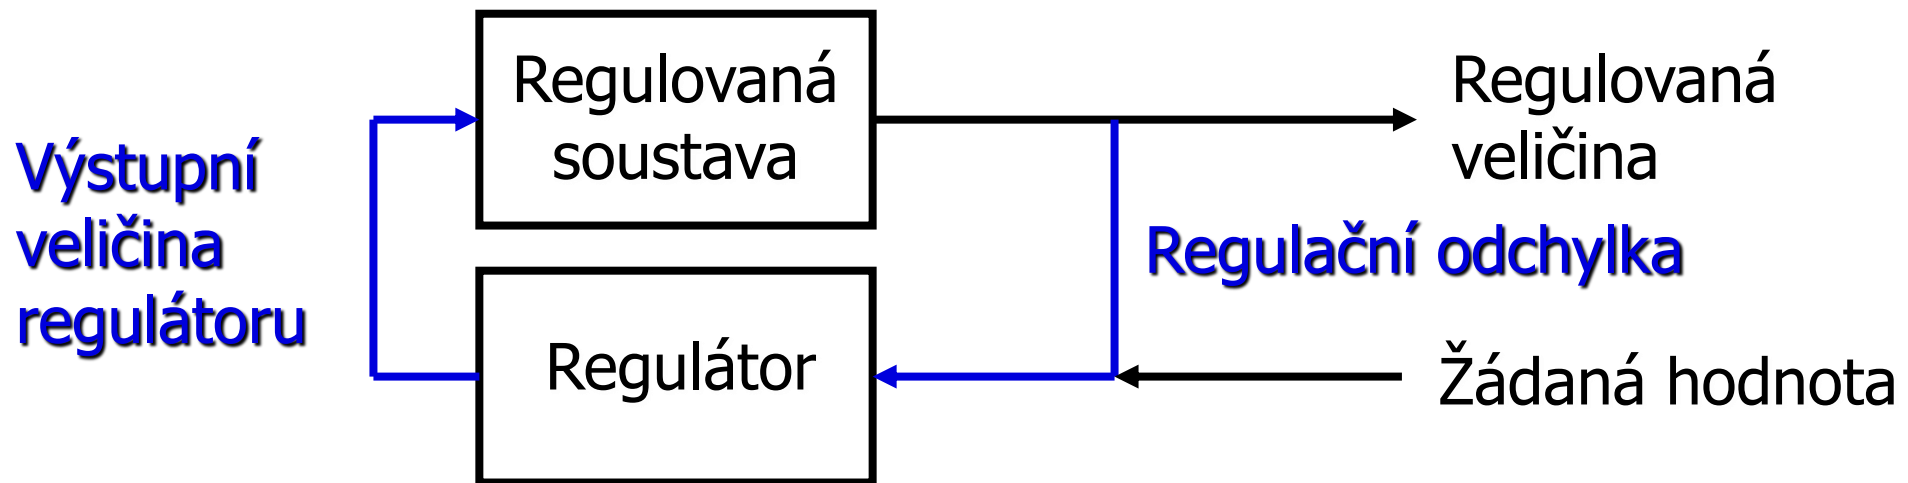 Regulovaná
soustava
Regulovaná
veličina
Výstupní
veličina
regulátoru
Regulační odchylka
Regulátor
Žádaná hodnota